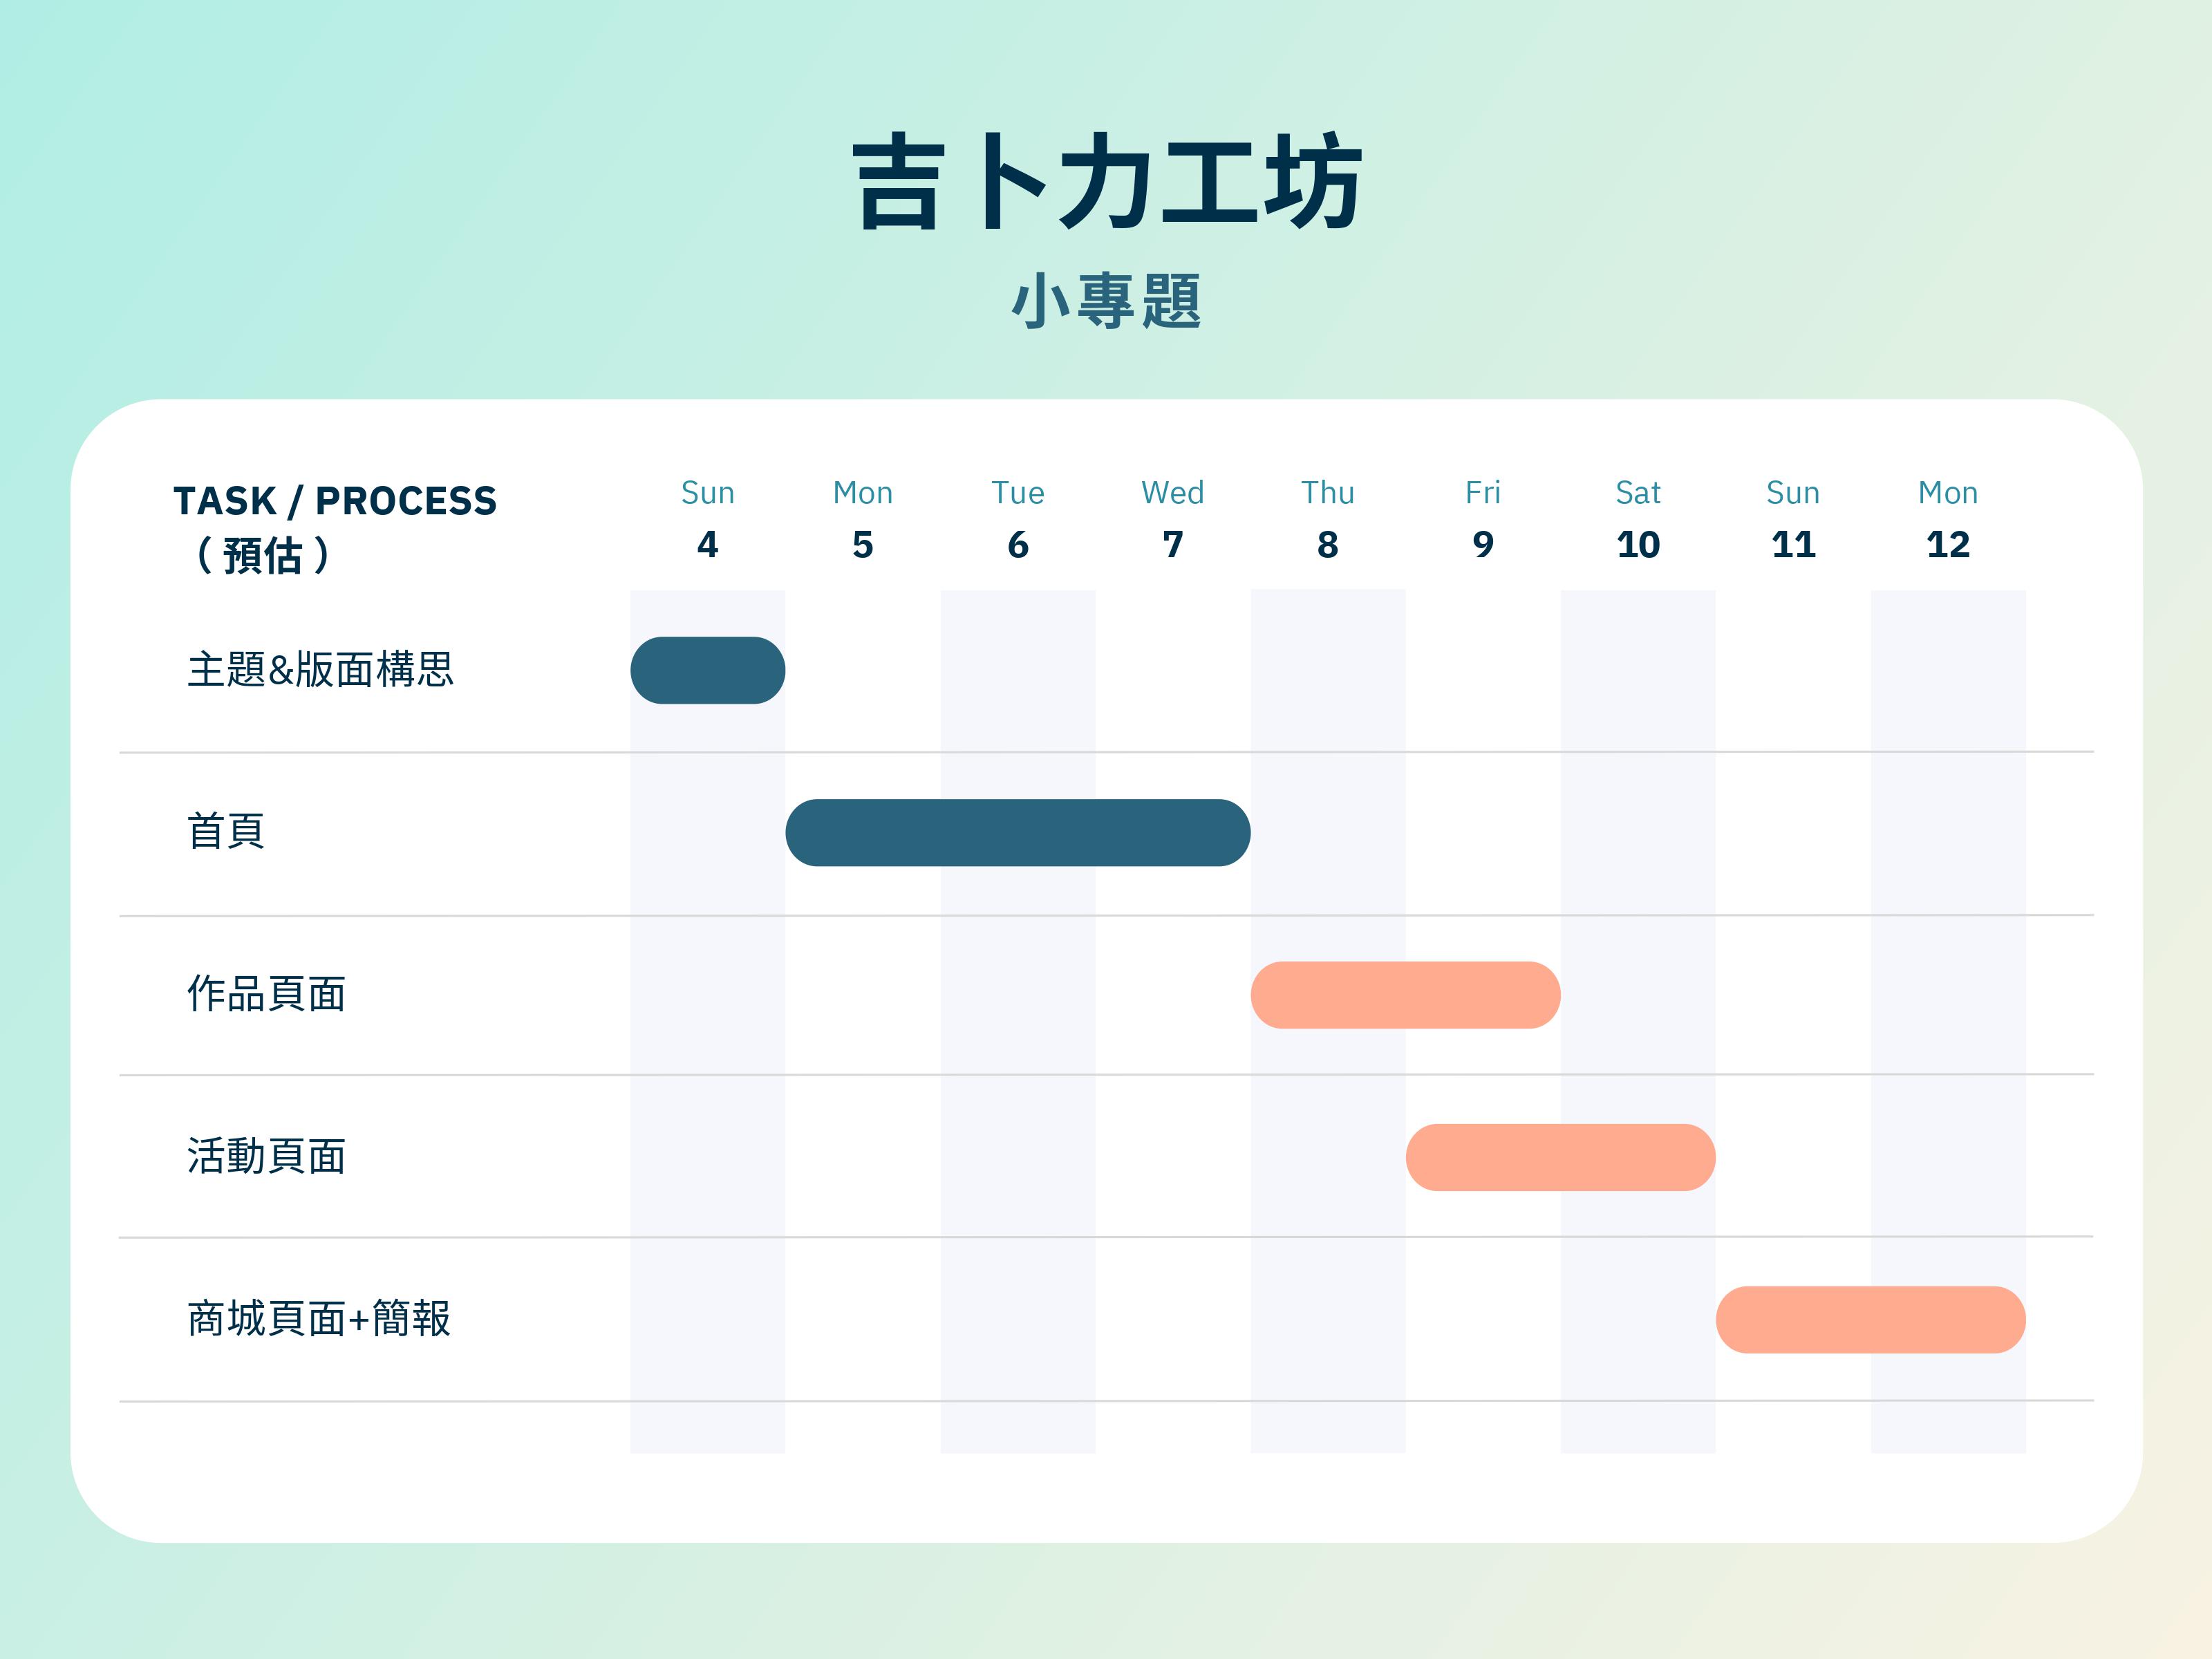 吉卜力工坊
小專題
TASK / PROCESS
（預估）
Sun Mon Tue Wed Thu Fri Sat Sun Mon
4 5 6 7 8 9 10 11 12
主題&版面構思
首頁
作品頁面
活動頁面
商城頁面+簡報